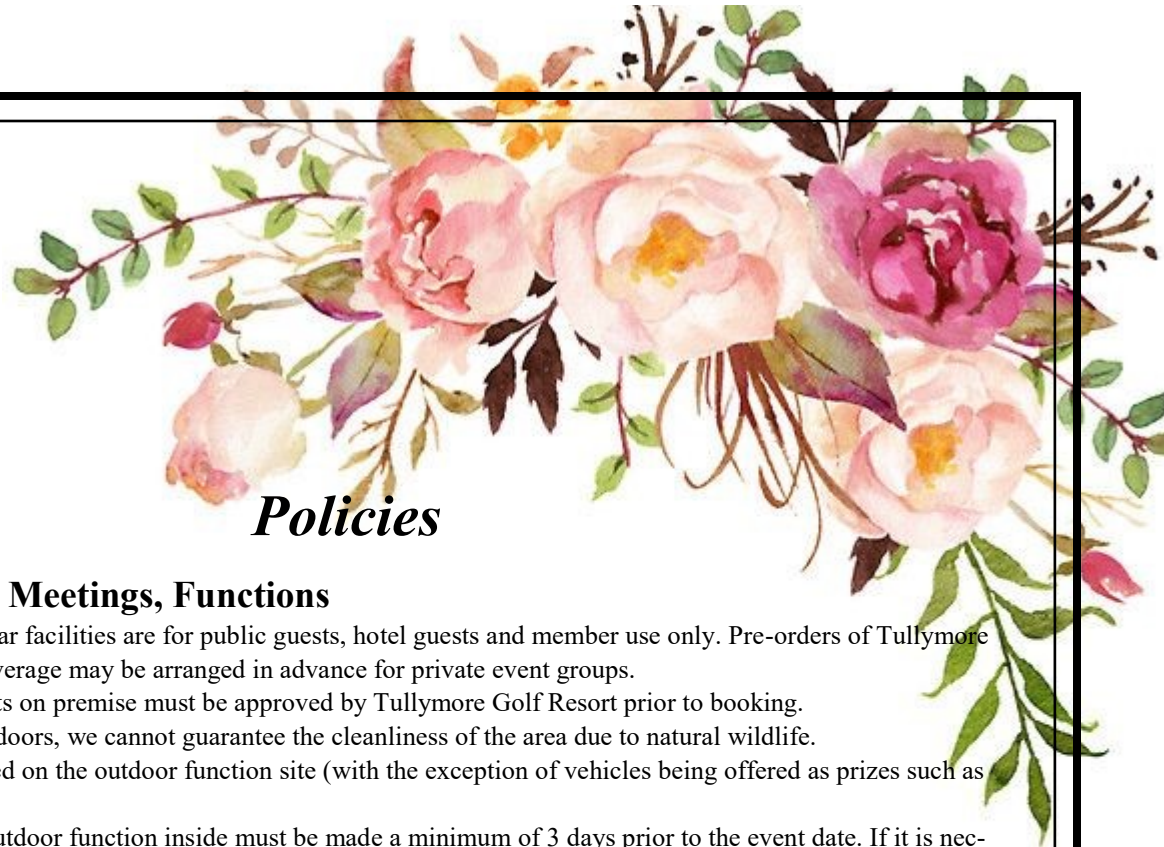 Policies
Meetings, Functions
ar facilities are for public guests, hotel guests and member use only. Pre-orders of Tullymore
verage may be arranged in advance for private event groups.
ts on premise must be approved by Tullymore Golf Resort prior to booking.
doors, we cannot guarantee the cleanliness of the area due to natural wildlife.
ed on the outdoor function site (with the exception of vehicles being offered as prizes such as
utdoor function inside must be made a minimum of 3 days prior to the event date. If it is nec-